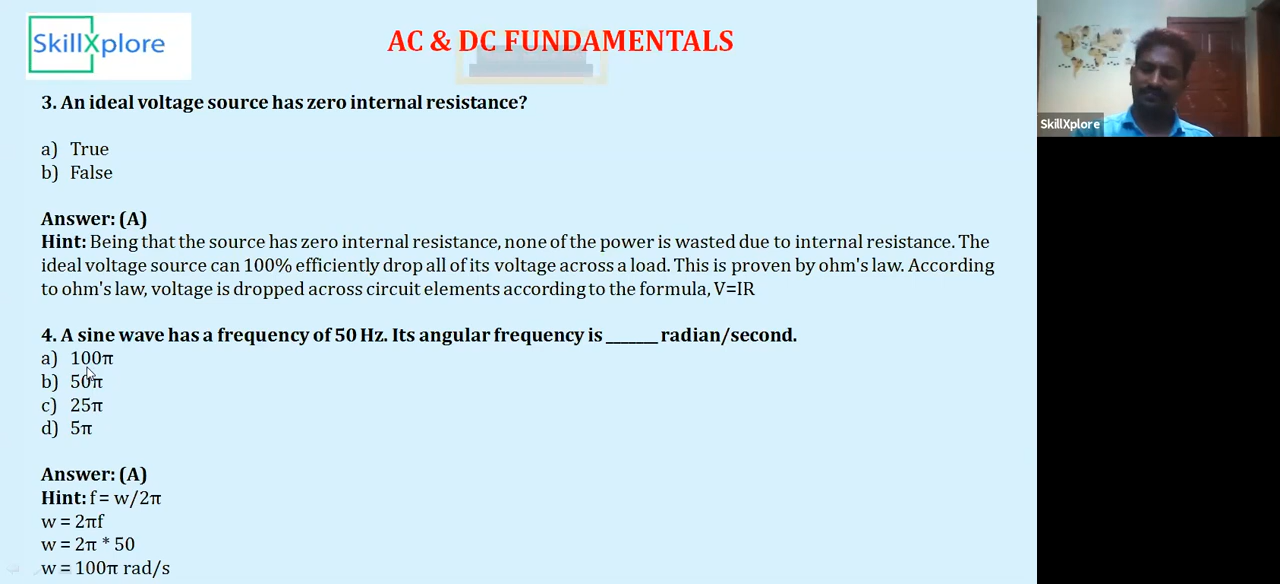 SkillXplore
AC & DC FUNDAMENTALS
3. An ideal voltage source has zero internal resistance?
a) True
b) False
Answer: (A)
Hint: Being that the source has zero internal resistance, none of the power is wasted due to internal resistance. The
ideal voltage source can 100% efficiently drop all of its voltage across a load. This is proven by ohm's law. According
to ohm's law, voltage is dropped across circuit elements according to the formula, V=IR
4. A sine wave has a frequency of 50 Hz. Its angular frequency is ______ radian/second.
a) 100π
b) 50π
c) 25π
d) 5π
Answer: (A)
Hint: f = w/2π
w = 2πf
w = 2π * 50
w = 100π rad/s
SkillXplore